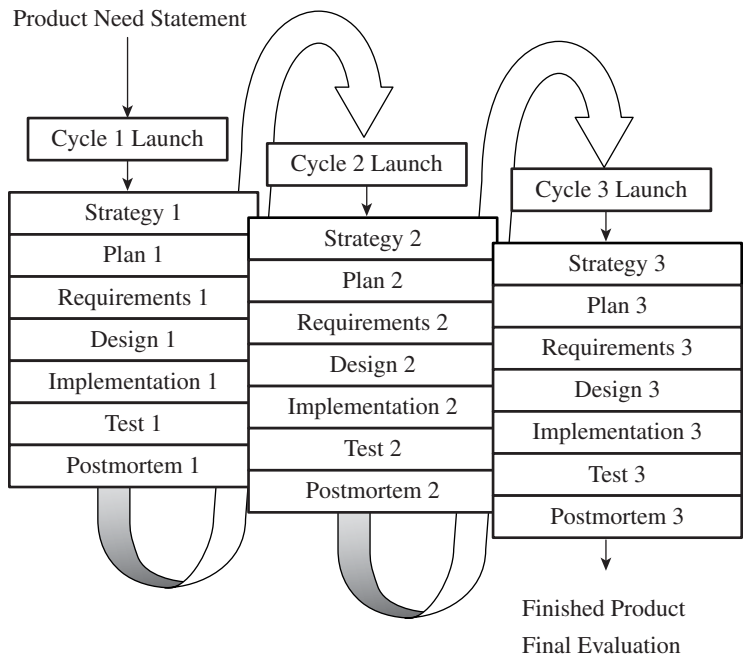 Product Need Statement
Cycle 1 Launch
Strategy 1
Plan 1
Requirements 1
Design 1
Implementation 1
Test 1
Postmortem 1
Cycle 2 Launch
Strategy 2
Plan 2
Requirements 2
Design 2
Implementation 2
Test 2
Postmortem 2
Cycle 3 Launch
Strategy 3
Plan 3
Requirements 3
Design 3
Implementation 3
Test 3
Postmortem 3
Finished Product
Final Evaluation